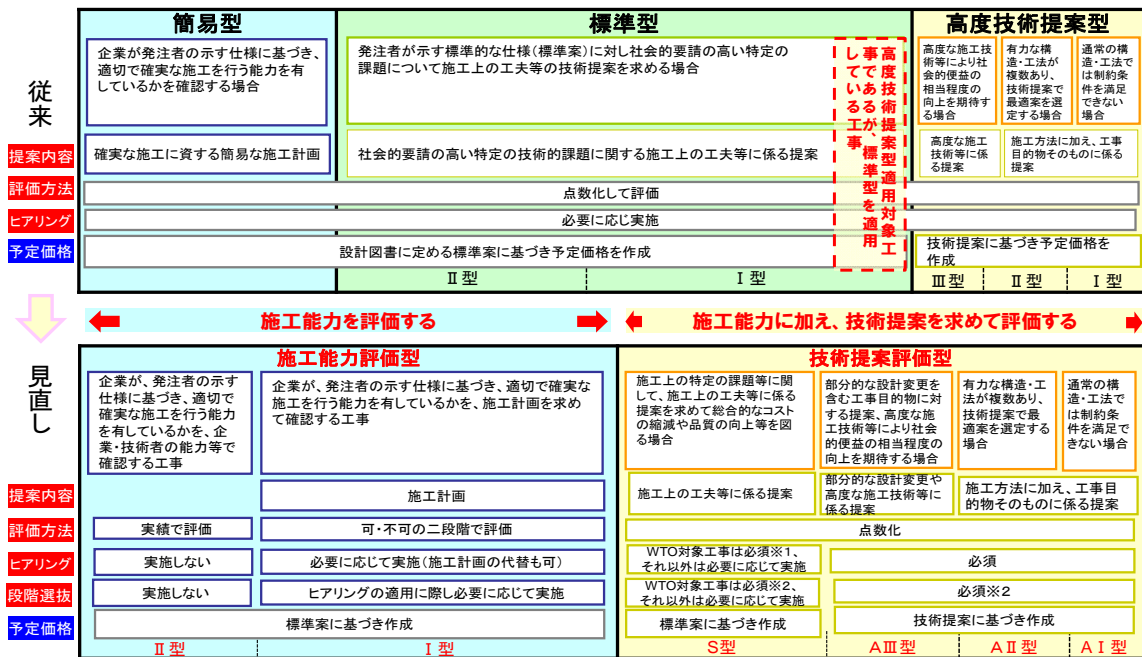 簡易型
標準型
高度技術提案型
従来
企業が発注者の示す仕様に基づき、
適切で確実な施工を行う能力を有
しているかを確認する場合
発注者が示す標準的な仕様(標準案)に対し社会的要請の高い特定の
課題について施工上の工夫等の技術提案を求める場合
高度技術提案型適用対象工
事であるが、標準型を適用
している工事
高度な施工技
術等により社
会的便益の
相当程度の
向上を期待す
る場合
有力な構
造・工法が
複数あり、
技術提案で
最適案を選
定する場合
通常の構
造・工法で
は制約条
件を満足
できない
場合
提案内容
確実な施工に資する簡易な施工計画
社会的要請の高い特定の技術的課題に関する施工上の工夫等に係る提案
高度な施工
技術等に係
る提案
施工方法に加え、工事
目的物そのものに係る
提案
評価方法
点数化して評価
ヒアリング
必要に応じ実施
予定価格
設計図書に定める標準案に基づき予定価格を作成
技術提案に基づき予定価格を
作成
Ⅱ型
Ⅰ型
Ⅲ型
Ⅱ型
Ⅰ型
施工能力を評価する
施工能力に加え、技術提案を求めて評価する
見直し
施工能力評価型
技術提案評価型
企業が、発注者の示す
仕様に基づき、適切で
確実な施工を行う能力
を有しているかを、企
業・技術者の能力等で
確認する工事
企業が、発注者の示す仕様に基づき、適切で確実な
施工を行う能力を有しているかを、施工計画を求め
て確認する工事
施工上の特定の課題等に関
して、施工上の工夫等に係る
提案を求めて総合的なコスト
の縮減や品質の向上等を図
る場合
部分的な設計変更を
含む工事目的物に対
する提案、高度な施
工技術等により社会
的便益の相当程度の
向上を期待する場合
有力な構造・工
法が複数あり、
技術提案で最
適案を選定する
場合
通常の構
造・工法で
は制約条
件を満足で
きない場合
提案内容
施工計画
施工上の工夫等に係る提案
部分的な設計変更や
高度な施工技術等に
係る提案
施工方法に加え、工事目
的物そのものに係る提案
評価方法
実績で評価
可・不可の二段階で評価
点数化
ヒアリング
実施しない
必要に応じて実施(施工計画の代替も可)
WTO対象工事は必須※1、
それ以外は必要に応じて実施
必須
段階選抜
実施しない
ヒアリングの適用に際し必要に応じて実施
WTO対象工事は必須※2、
それ以外は必要に応じて実施
必須※2
予定価格
標準案に基づき作成
標準案に基づき作成
技術提案に基づき作成
Ⅱ型
Ⅰ型
S型
AⅢ型
AⅡ型
AⅠ型